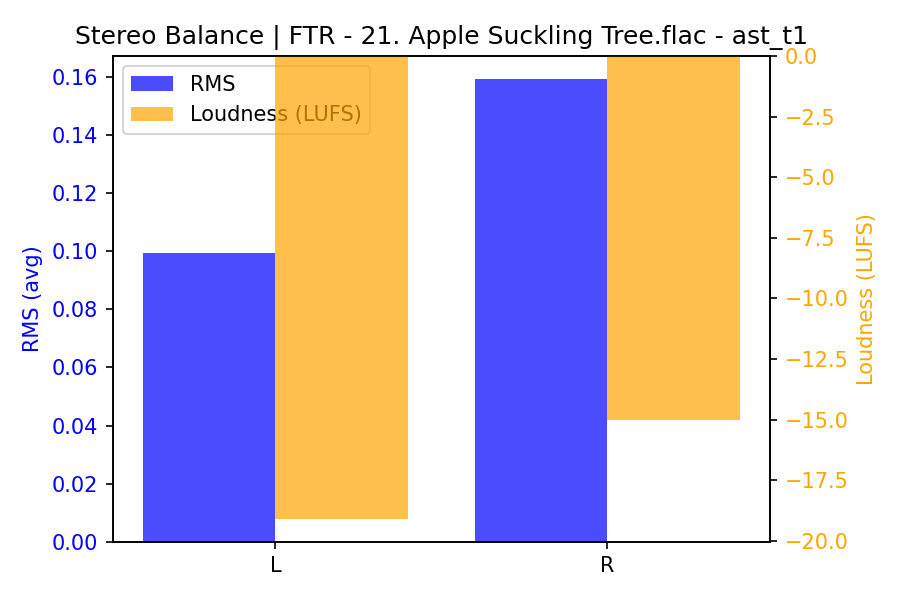 Stereo Balance | FTR - 21. Apple Suckling Tree.flac - ast_t1
RMS
Loudness (LUFS)
RMS (avg)
0.16
0.14
0.12
0.10
0.08
0.06
0.04
0.02
0.00
L
R
0.0
−2.5
−5.0
−7.5
−10.0
−12.5
−15.0
−17.5
−20.0
Loudness (LUFS)